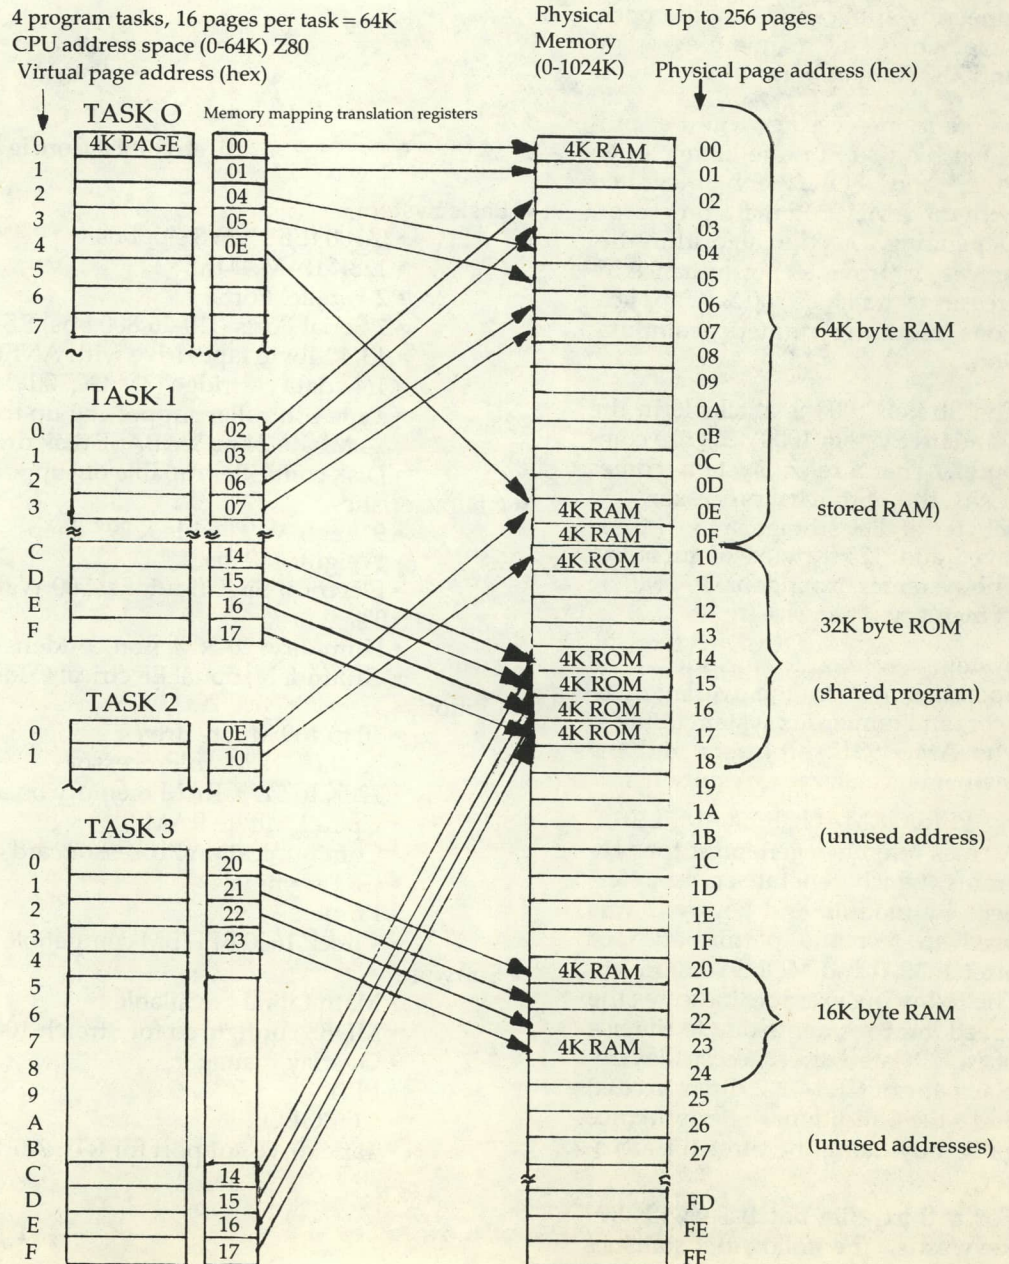 4 program tasks, 16 pages per task=64K
CPU address space (0-64K) Z80
Virtual page address (hex)
Physical
Memory
(0-1024K)
Up to 256 pages
Physical page address (hex)
TASK O
Memory mapping translation registers
0 4K PAGE 00
1 01
2 04
3 05
4 0E
5
6
7
TASK 1
0 02
1 03
2 06
3 07
C 14
D 15
E 16
F 17
TASK 2
0 0E
1 10
TASK 3
0 20
1 21
2 22
3 23
4
5
6
7
8
9
A
B
C 14
D 15
E 16
F 17
4K RAM 00
01
02
03
04
05
06
07
08
09
0A
CB
0C
0D
4K RAM 0E
4K RAM 0F
4K ROM 10
11
12
13
4K ROM 14
4K ROM 15
4K ROM 16
4K ROM 17
18
19
1A
1B
1C
1D
1E
1F
4K RAM 20
21
22
4K RAM 23
24
25
26
27
FD
FE
FF
64K byte RAM
stored RAM)
32K byte ROM
(shared program)
(unused address)
16K byte RAM
(unused addresses)